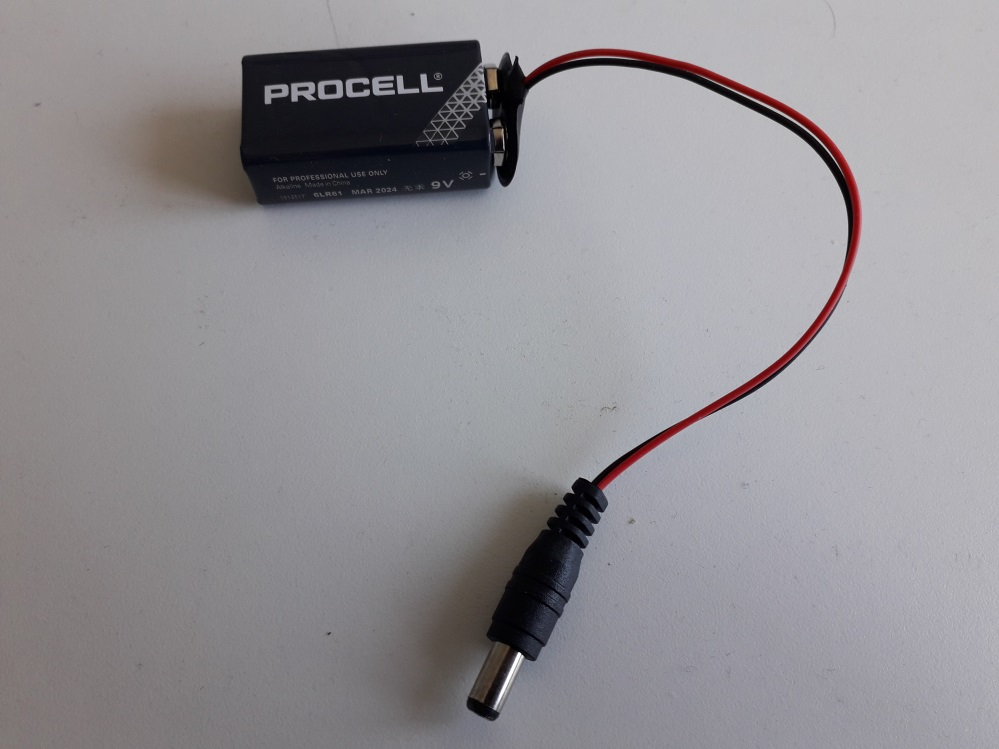 PROCELL®
FOR PROFESSIONAL USE ONLY
Alkaline Made in China
6LR61 MAR 2024 9V -